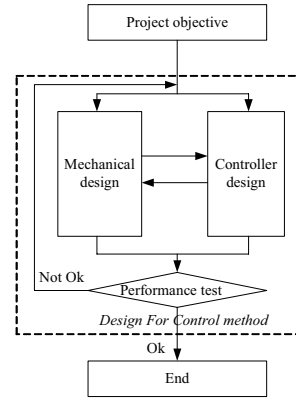 Project objective
Mechanical
design
Controller
design
Not Ok
Performance test
Design For Control method
Ok
End